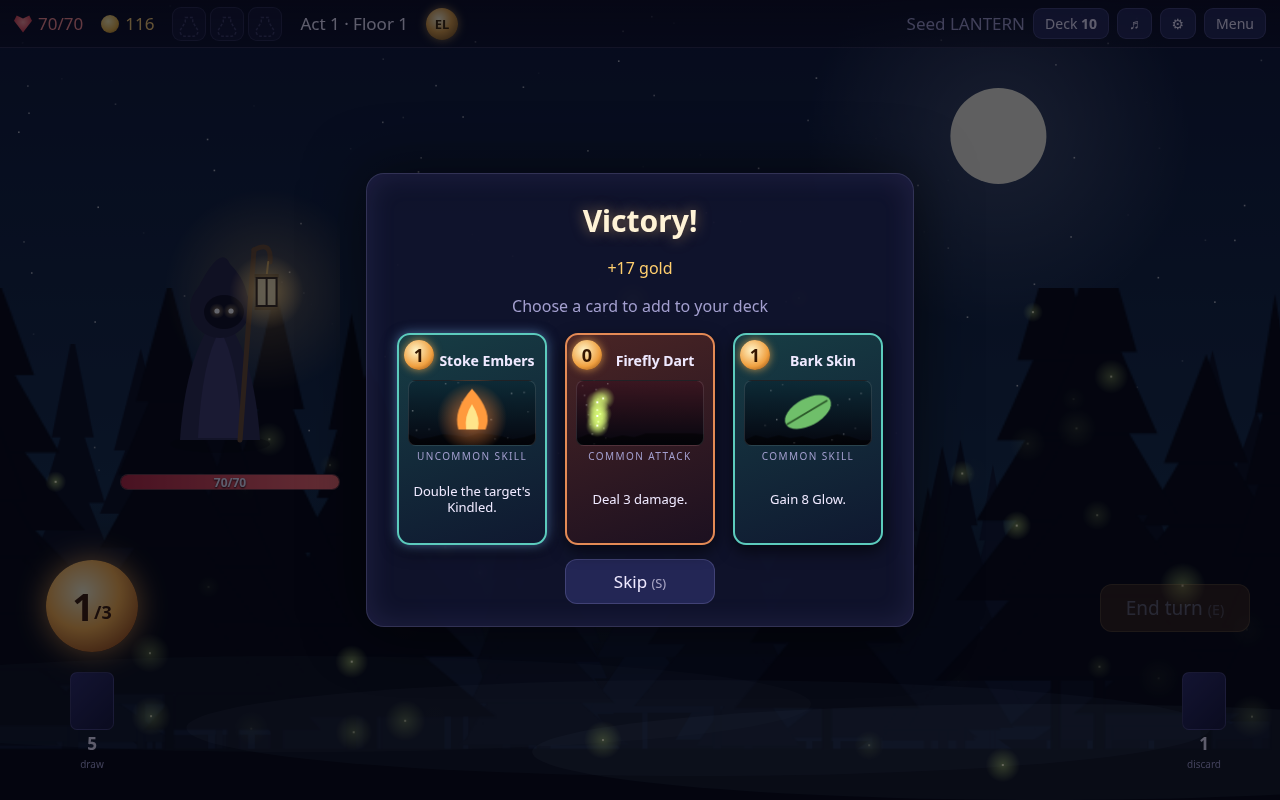 70/70 116 Act 1 · Floor 1 EL Seed LANTERN Deck 10 Menu
Victory!
+17 gold
Choose a card to add to your deck
1 Stoke Embers
UNCOMMON SKILL
Double the target's
Kindled.
0 Firefly Dart
COMMON ATTACK
Deal 3 damage.
1 Bark Skin
COMMON SKILL
Gain 8 Glow.
Skip (S)
70/70
1/3
End turn (E)
5
draw
1
discard